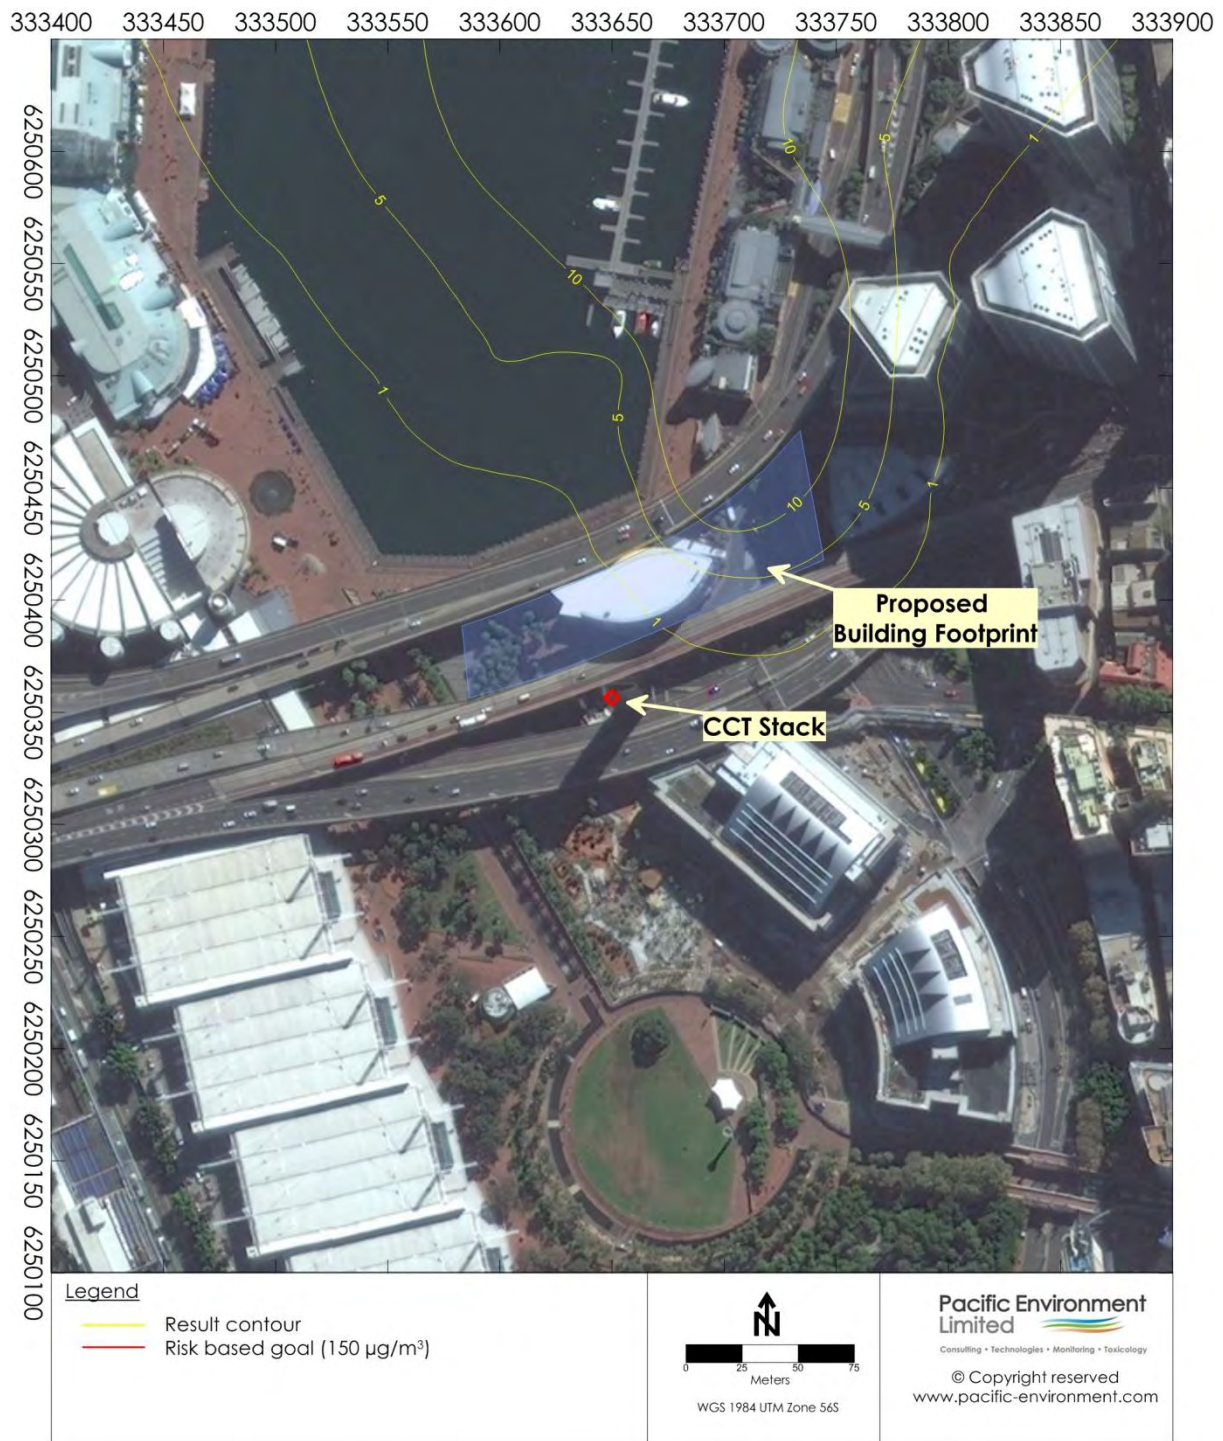 333400 333450 333500 333550 333600 333650 333700 333750 333800 333850 333900
6250600
6250550
6250500
6250450
6250400
6250350
6250300
6250250
6250200
6250150
6250100
10
5
1
5
10
1
5
10
5
1
1
Proposed
Building Footprint
CCT Stack
Legend
Result contour
Risk based goal (150 µg/m³)
N
0 25 50 75
Meters
WGS 1984 UTM Zone 56S
Pacific Environment
Limited
Consulting • Technologies • Monitoring • Toxicology
© Copyright reserved
www.pacific-environment.com